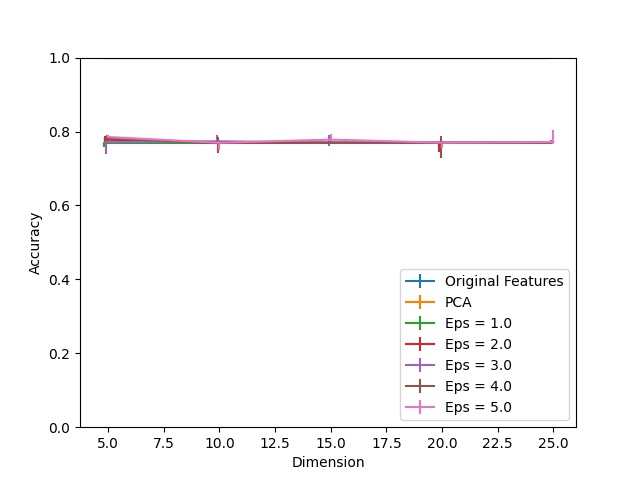 1.0
0.8
0.6
0.4
0.2
0.0
Accuracy
Original Features
PCA
Eps = 1.0
Eps = 2.0
Eps = 3.0
Eps = 4.0
Eps = 5.0
5.0 7.5 10.0 12.5 15.0 17.5 20.0 22.5 25.0
Dimension